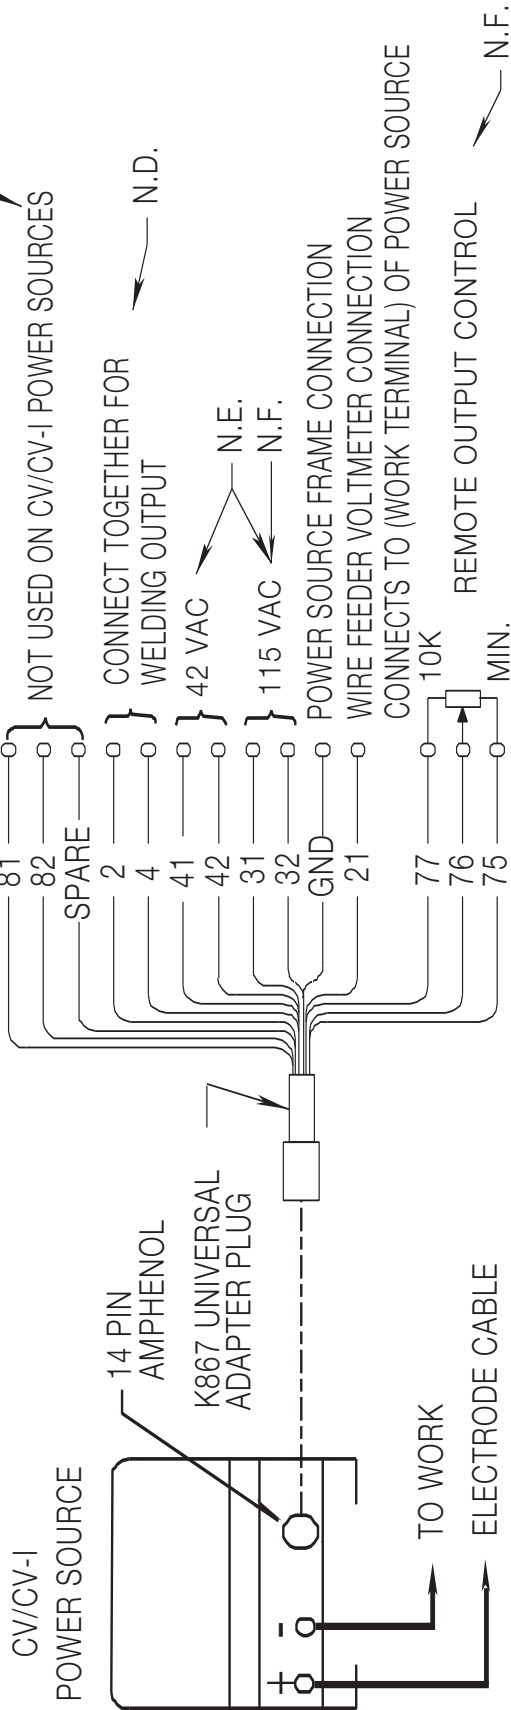 CV/CV-I
POWER SOURCE
14 PIN
AMPHENOL
K867 UNIVERSAL
ADAPTER PLUG
+
-
TO WORK
ELECTRODE CABLE
81
82
SPARE
2
4
41
42
31
32
GND
21
77
76
75
NOT USED ON CV/CV-I POWER SOURCES
CONNECT TOGETHER FOR
WELDING OUTPUT
N.D.
42 VAC
115 VAC
N.E.
N.F.
POWER SOURCE FRAME CONNECTION
WIRE FEEDER VOLTMETER CONNECTION
CONNECTS TO (WORK TERMINAL) OF POWER SOURCE
10K
REMOTE OUTPUT CONTROL
MIN.
N.F.